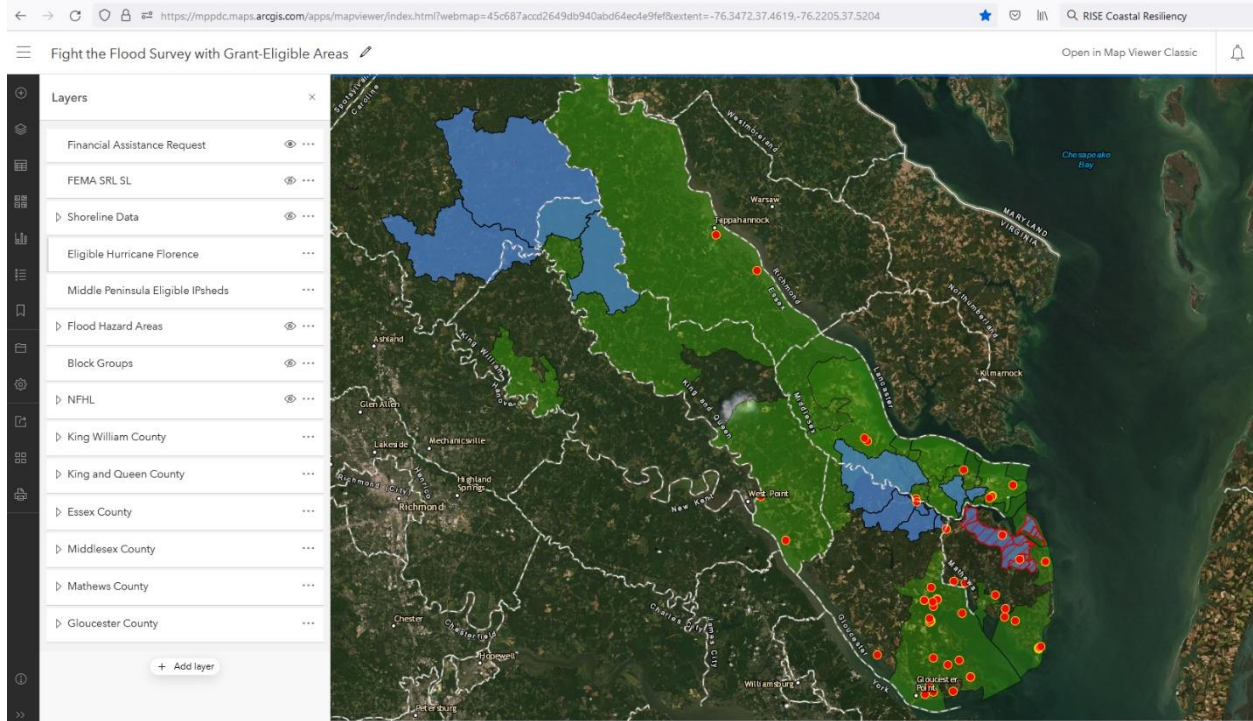 https://mppdc.maps.arcgis.com/apps/mapviewer/index.html?webmap=45c687accd2649db940abd64ec4e9fef&extent=-76.3472,37.4619,-76.2205,37.5204
RISE Coastal Resiliency
Fight the Flood Survey with Grant-Eligible Areas
Open in Map Viewer Classic
Layers
Financial Assistance Request
FEMA SRL SL
Shoreline Data
Eligible Hurricane Florence
Middle Peninsula Eligible IPsheds
Flood Hazard Areas
Block Groups
NFHL
King William County
King and Queen County
Essex County
Middlesex County
Mathews County
Gloucester County
+ Add layer
Caroline
Westmoreland
Chesapeake
Bay
Warsaw
Tappahannock
MARYLAND
VIRGINIA
Richmond
Essex
Northumberland
Ashland
King William
Hanover
Kilmarnock
Lancaster
Glen Allen
King and Queen
Middlesex
Lakeside
Mechanicsville
Henrico
Highland
Springs
Richmond (City)
Richmond
New Kent
West Point
Mathews
Chester
Chesterfield
Charles City
James City
Gloucester
York
Hopewell
Williamsburg
Gloucester
Point
Petersburg